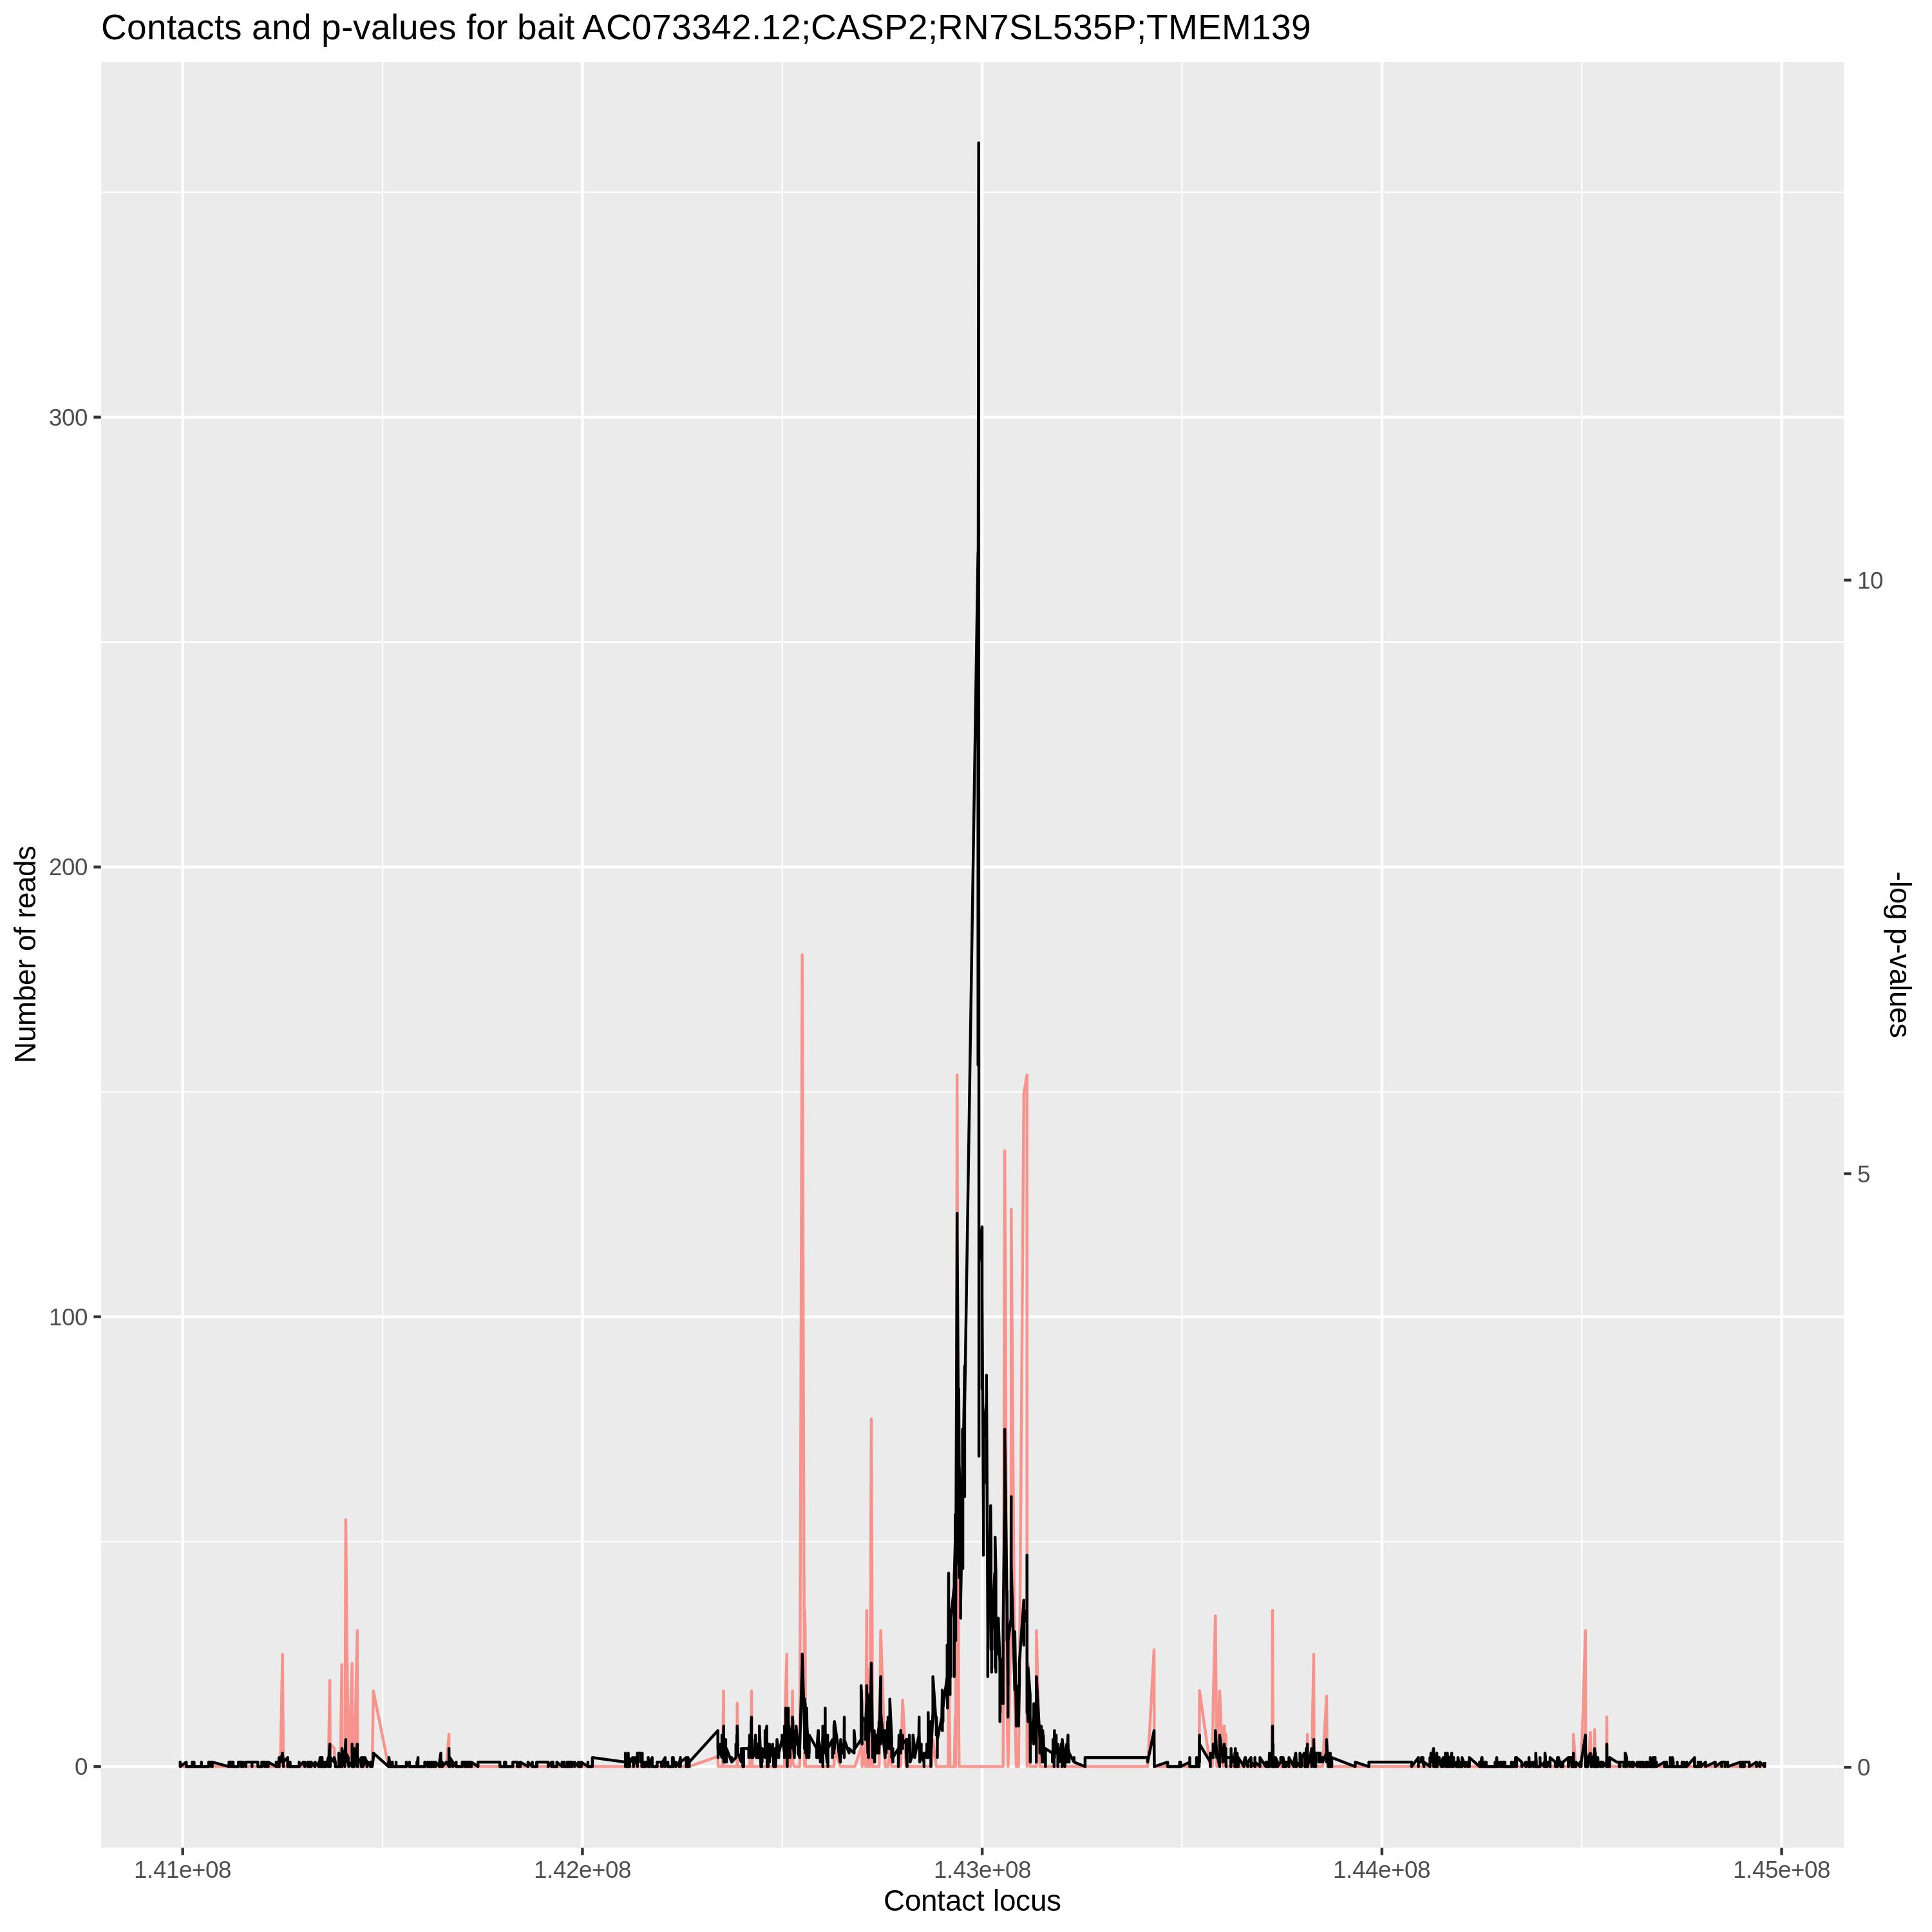 Contacts and p-values for bait AC073342.12;CASP2;RN7SL535P;TMEM139
300
200
100
0
Number of reads
10
5
0
-log p-values
1.41e+08
1.42e+08
1.43e+08
1.44e+08
1.45e+08
Contact locus